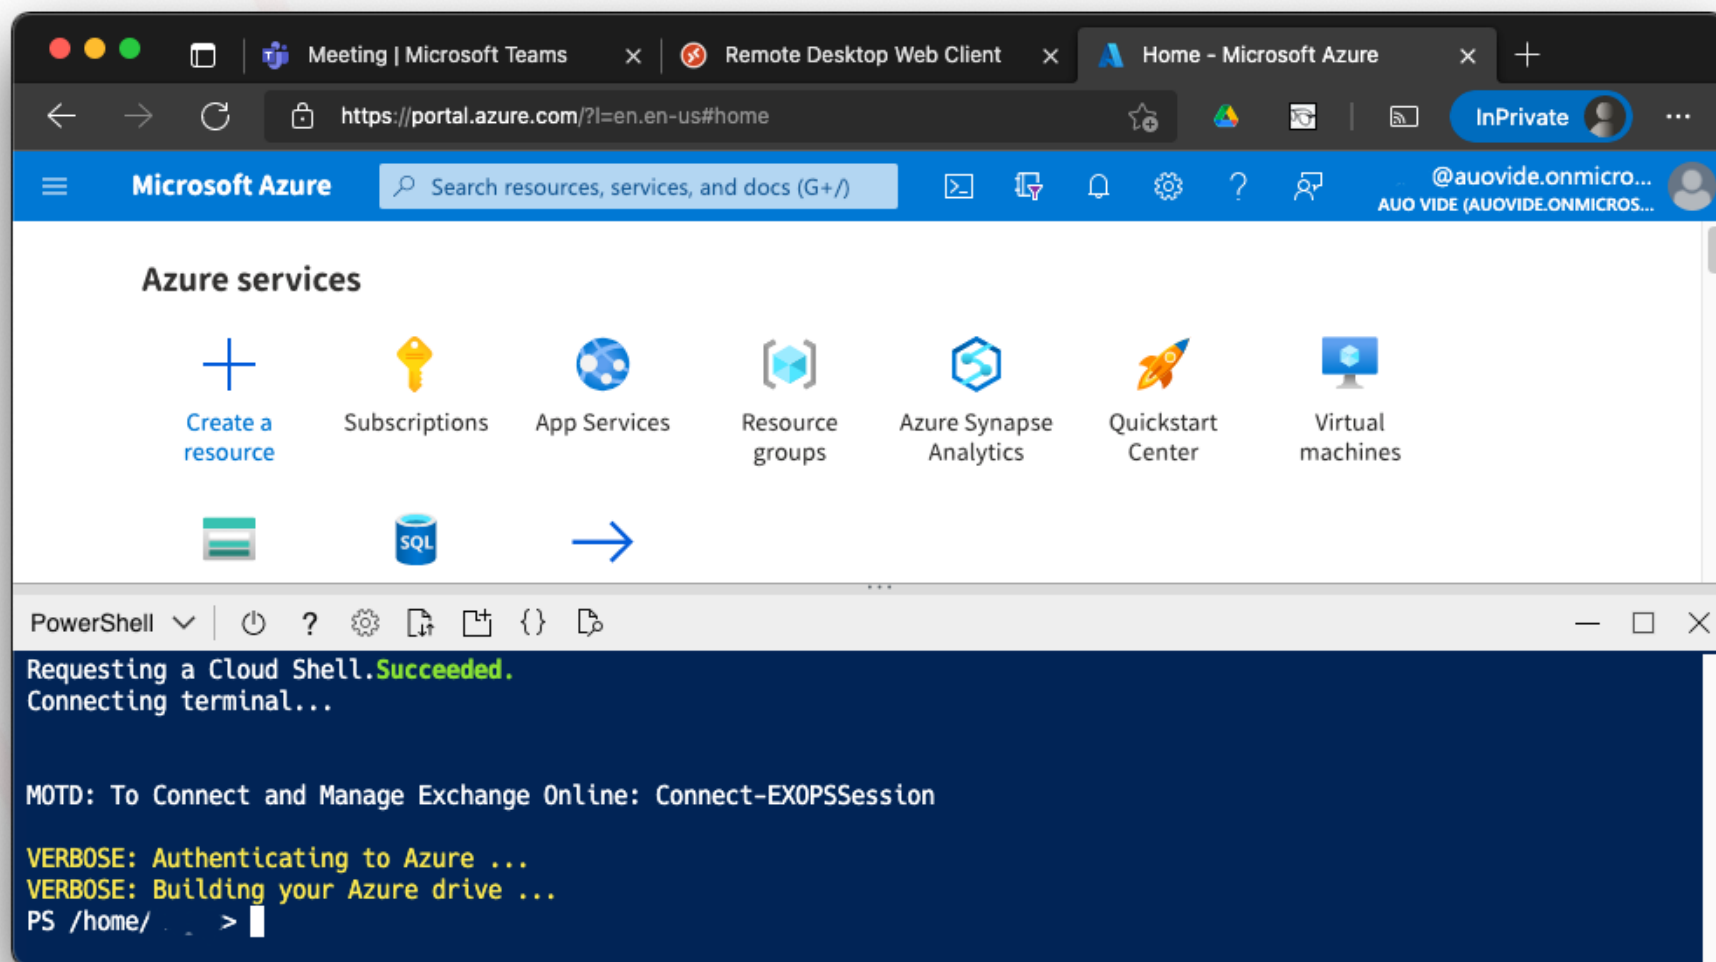 Meeting | Microsoft Teams
Remote Desktop Web Client
Home - Microsoft Azure
https://portal.azure.com/?l=en.en-us#home
InPrivate
Microsoft Azure
Search resources, services, and docs (G+/)
@auovide.onmicro...
AUO VIDE (AUOVIDE.ONMICROS...
Azure services
Create a
resource
Subscriptions
App Services
Resource
groups
Azure Synapse
Analytics
Quickstart
Center
Virtual
machines
SQL
PowerShell
Requesting a Cloud Shell.Succeeded.
Connecting terminal...
MOTD: To Connect and Manage Exchange Online: Connect-EXOPSSession
VERBOSE: Authenticating to Azure ...
VERBOSE: Building your Azure drive ...
PS /home/ >